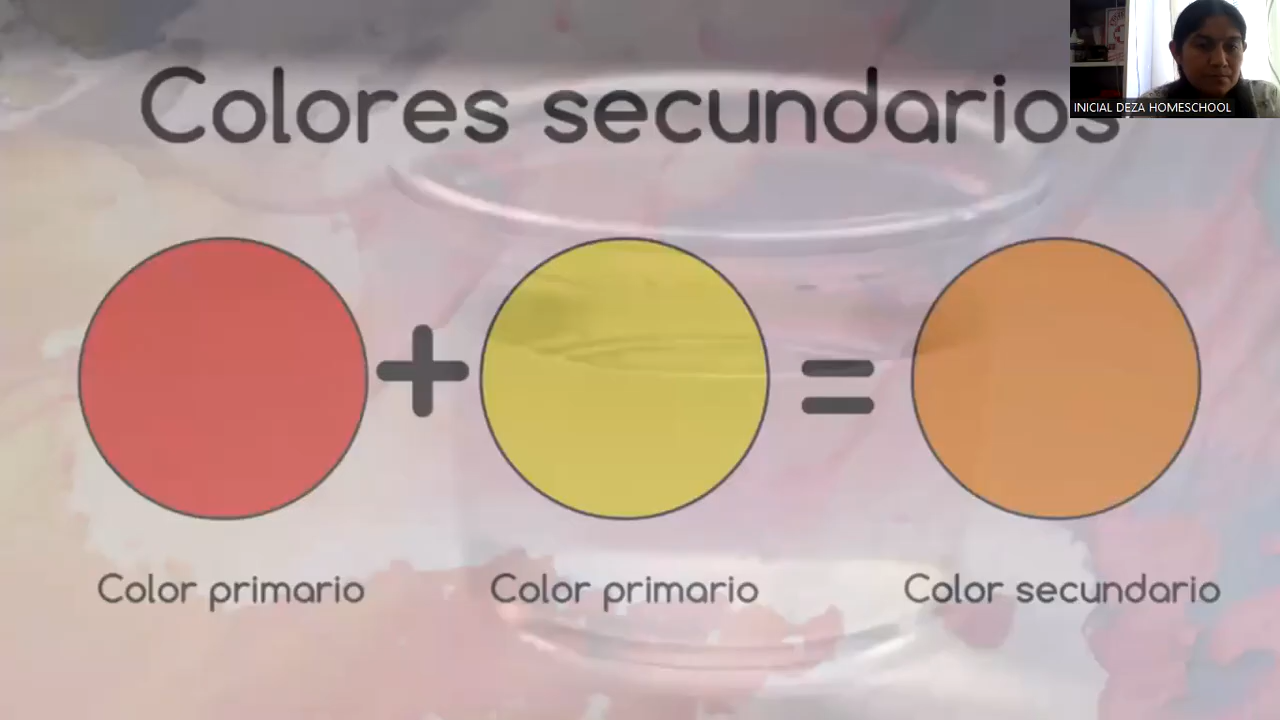 Colores secundarios
INICIAL DEZA HOMESCHOOL
Color primario
Color primario
Color secundario